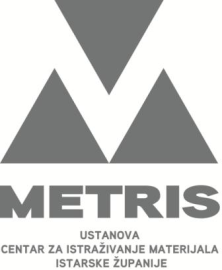 METRIS
USTANOVA
CENTAR ZA ISTRAŽIVANJE MATERIJALA
ISTARSKE ŽUPANIJE